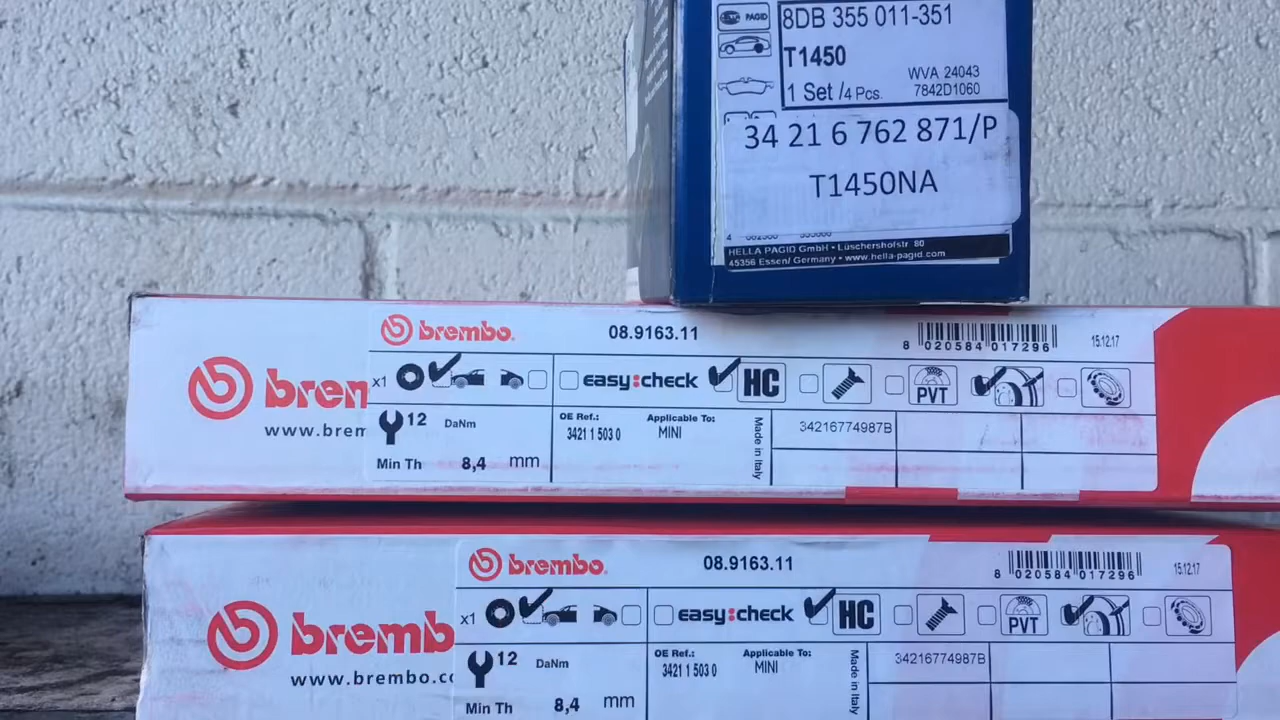 PAGID
8DB 355 011-351
T1450
WVA 24043
1 Set /4 Pcs.
7842D1060
34 21 6 762 871/P
T1450NA
HELLA PAGID GmbH • Lüschershofstr. 80
45356 Essen/ Germany • www.hella-pagid.com
brembo.
08.9163.11
8 020584 017296
15.12.17
bren
www.brem
x1
easy:check
HC
PVT
12
DaNm
OE Ref.:
3421 1 503 0
Applicable To:
MINI
Made in Italy
34216774987B
Min Th
8,4
mm
brembo.
08.9163.11
8 020584 017296
15.12.17
bremb
www.brembo.cc
x1
easy:check
HC
PVT
12
DaNm
OE Ref.:
3421 1 503 0
Applicable To:
MINI
Made in Italy
34216774987B
Min Th
8,4
mm